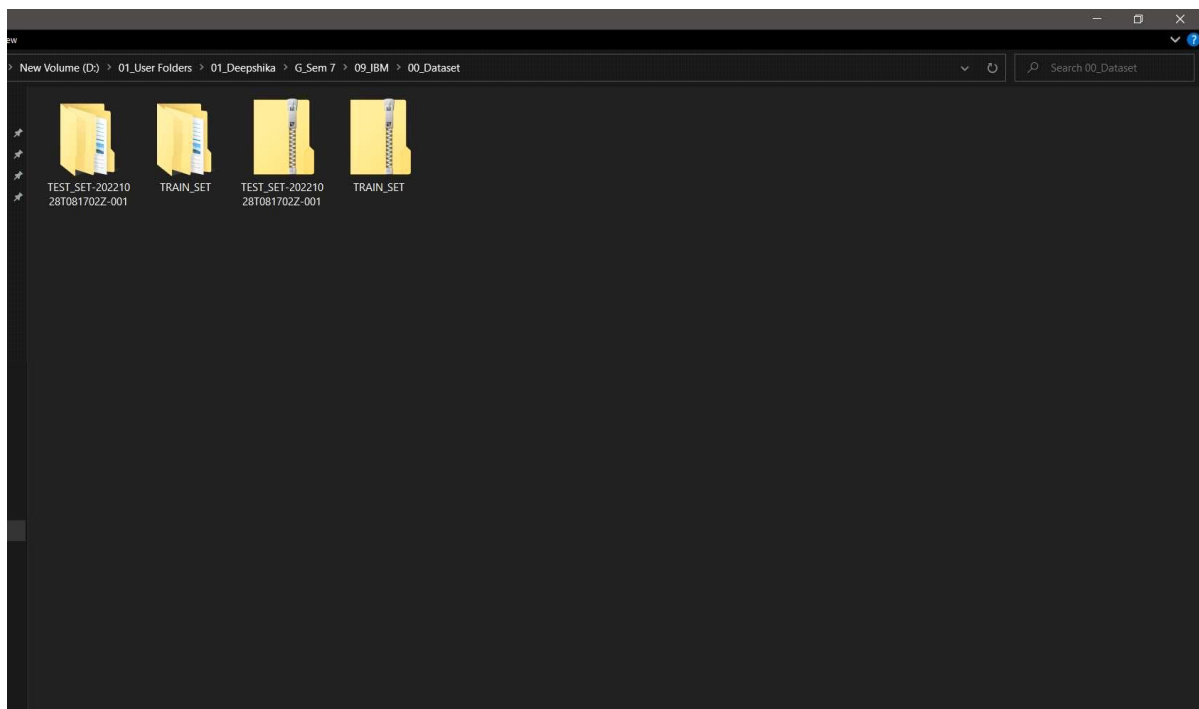 ew
New Volume (D:) > 01_User Folders > 01_Deepshika > G_Sem 7 > 09_IBM > 00_Dataset
Search 00_Dataset
TEST_SET-202210
28T081702Z-001
TRAIN_SET
TEST_SET-202210
28T081702Z-001
TRAIN_SET